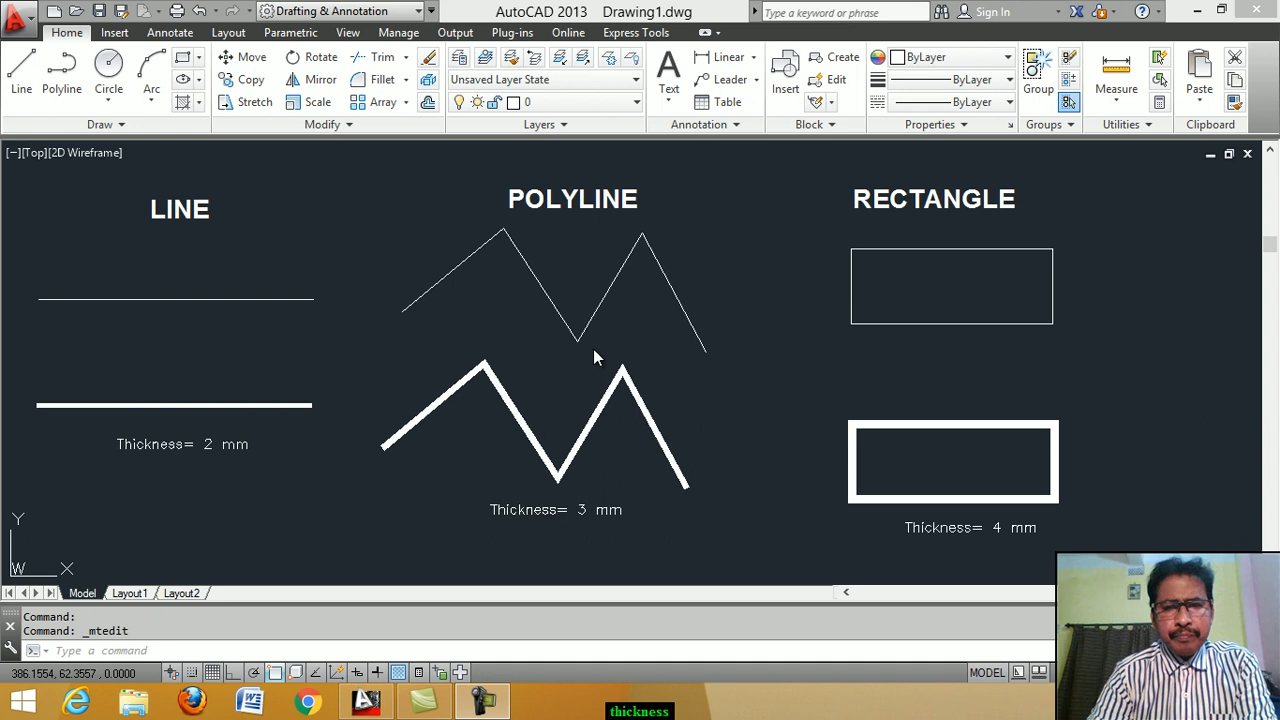 Drafting & Annotation
AutoCAD 2013 Drawing1.dwg
Type a keyword or phrase
Sign In
Home Insert Annotate Layout Parametric View Manage Output Plug-ins Online Express Tools
Line Polyline Circle Arc
Move Rotate Trim
Copy Mirror Fillet
Stretch Scale Array
Unsaved Layer State
0
Text
Linear
Leader
Table
Insert
Create
Edit
ByLayer
ByLayer
ByLayer
Group
Measure
Paste
Draw Modify Layers Annotation Block Properties Groups Utilities Clipboard
[−][Top][2D Wireframe]
LINE
POLYLINE
RECTANGLE
Thickness= 2 mm
Thickness= 3 mm
Thickness= 4 mm
Y
W X
Model Layout1 Layout2
Command:
Command: _mtedit
Type a command
386.1554, 62.3557, 0.0000
MODEL
thickness